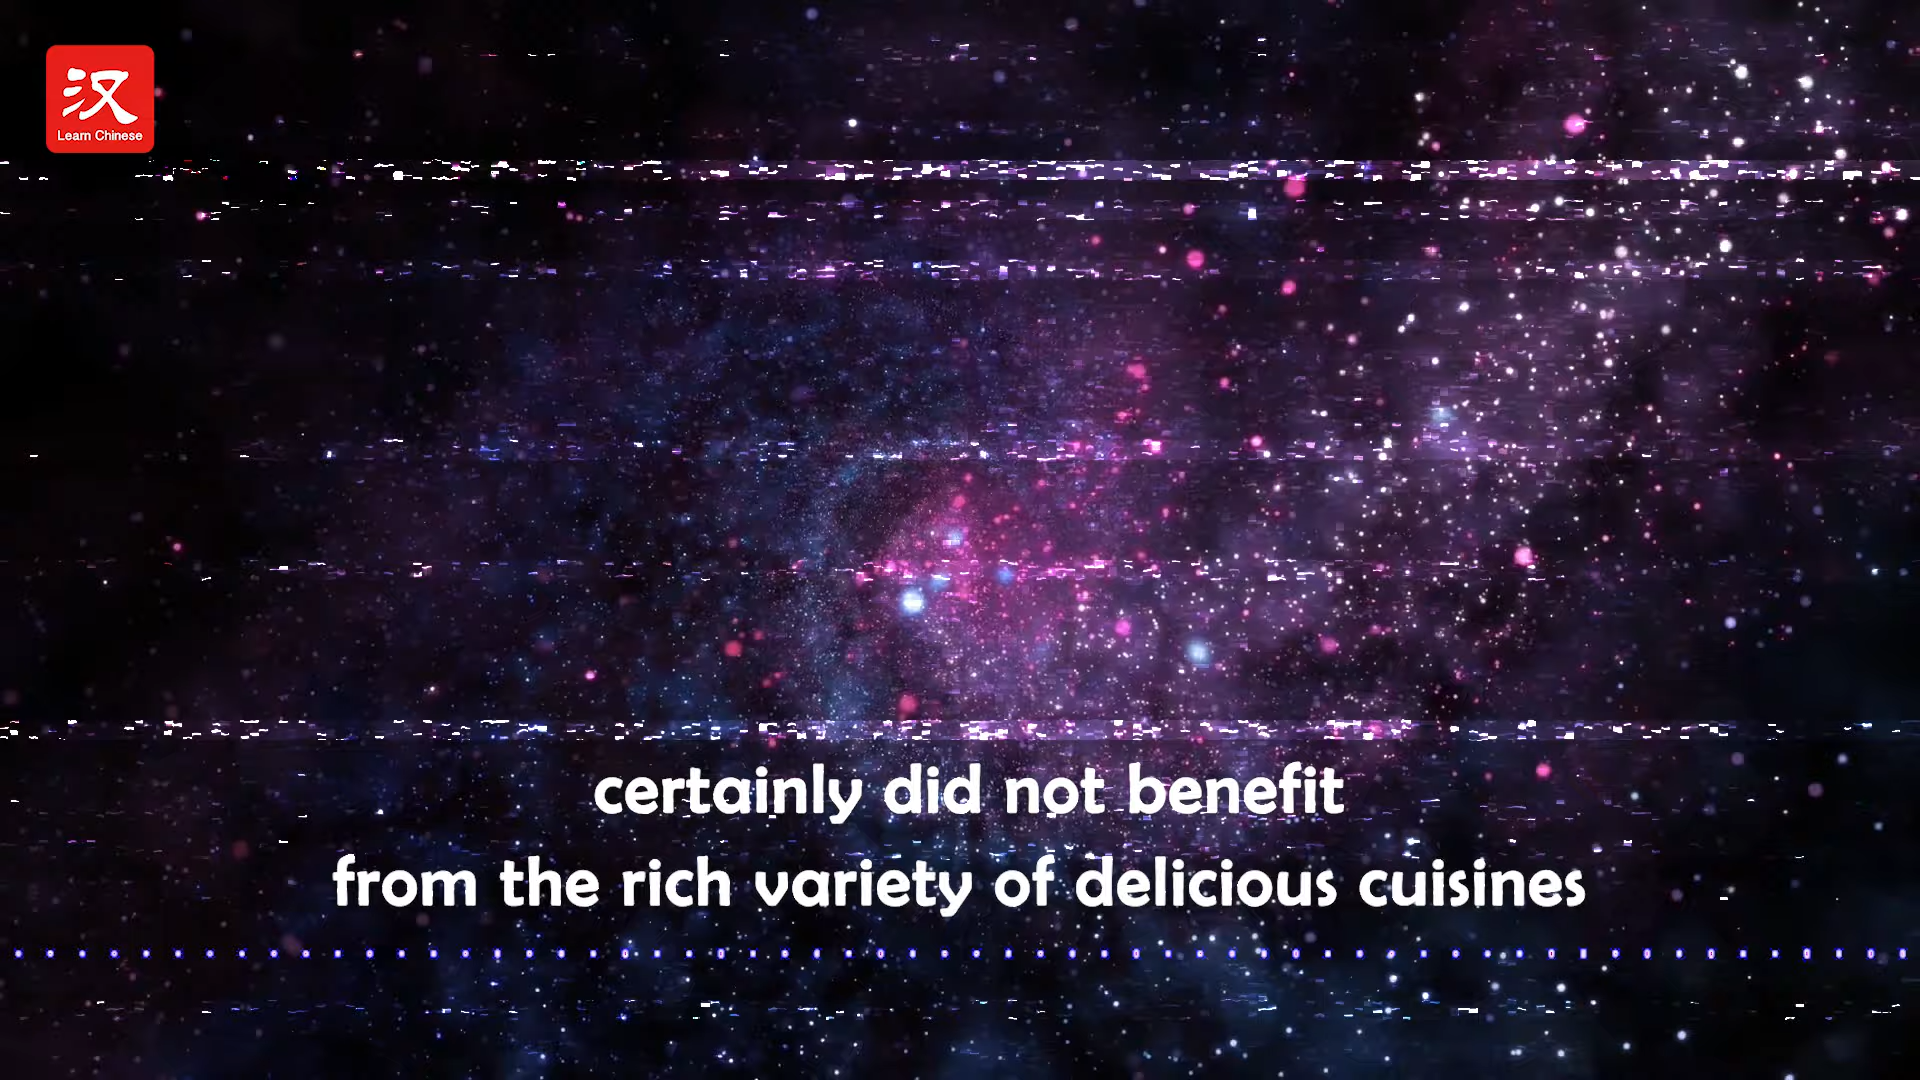 汉
Learn Chinese
certainly did not benefit
from the rich variety of delicious cuisines